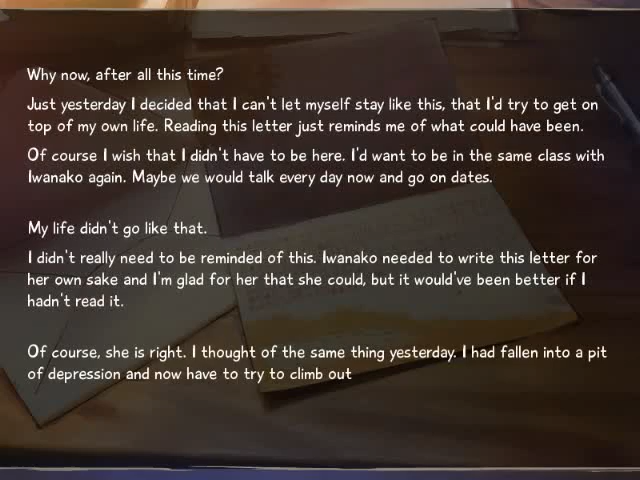 Why now, after all this time?
Just yesterday I decided that I can't let myself stay like this, that I'd try to get on
top of my own life. Reading this letter just reminds me of what could have been.
Of course I wish that I didn't have to be here. I'd want to be in the same class with
Iwanako again. Maybe we would talk every day now and go on dates.
My life didn't go like that.
I didn't really need to be reminded of this. Iwanako needed to write this letter for
her own sake and I'm glad for her that she could, but it would've been better if I
hadn't read it.
Of course, she is right. I thought of the same thing yesterday. I had fallen into a pit
of depression and now have to try to climb out